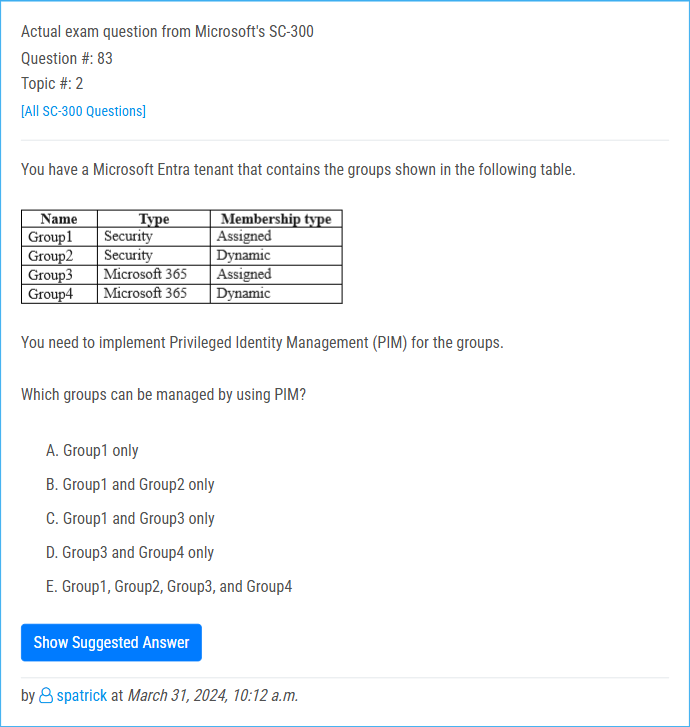 Actual exam question from Microsoft's SC-300
Question #: 83
Topic #: 2
[All SC-300 Questions]
You have a Microsoft Entra tenant that contains the groups shown in the following table.
Name Type Membership type
Group1 Security Assigned
Group2 Security Dynamic
Group3 Microsoft 365 Assigned
Group4 Microsoft 365 Dynamic
You need to implement Privileged Identity Management (PIM) for the groups.
Which groups can be managed by using PIM?
A. Group1 only
B. Group1 and Group2 only
C. Group1 and Group3 only
D. Group3 and Group4 only
E. Group1, Group2, Group3, and Group4
Show Suggested Answer
by spatrick at March 31, 2024, 10:12 a.m.